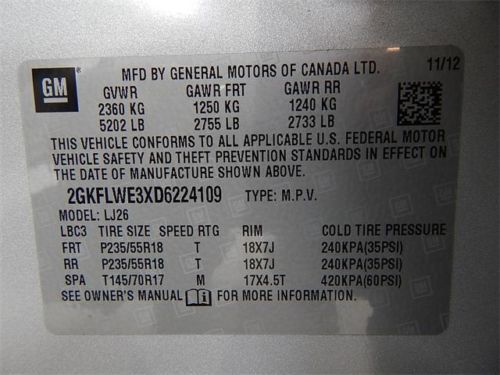 GM
MFD BY GENERAL MOTORS OF CANADA LTD.
11/12
GVWR GAWR FRT GAWR RR
2360 KG 1250 KG 1240 KG
5202 LB 2755 LB 2733 LB
THIS VEHICLE CONFORMS TO ALL APPLICABLE U.S. FEDERAL MOTOR
VEHICLE SAFETY AND THEFT PREVENTION STANDARDS IN EFFECT ON
THE DATE OF MANUFACTURE SHOWN ABOVE.
2GKFLWE3XD6224109 TYPE: M.P.V.
MODEL: LJ26
LBC3 TIRE SIZE SPEED RTG RIM COLD TIRE PRESSURE
FRT P235/55R18 T 18X7J 240KPA(35PSI)
RR P235/55R18 T 18X7J 240KPA(35PSI)
SPA T145/70R17 M 17X4.5T 420KPA(60PSI)
SEE OWNER'S MANUAL FOR MORE INFORMATION.